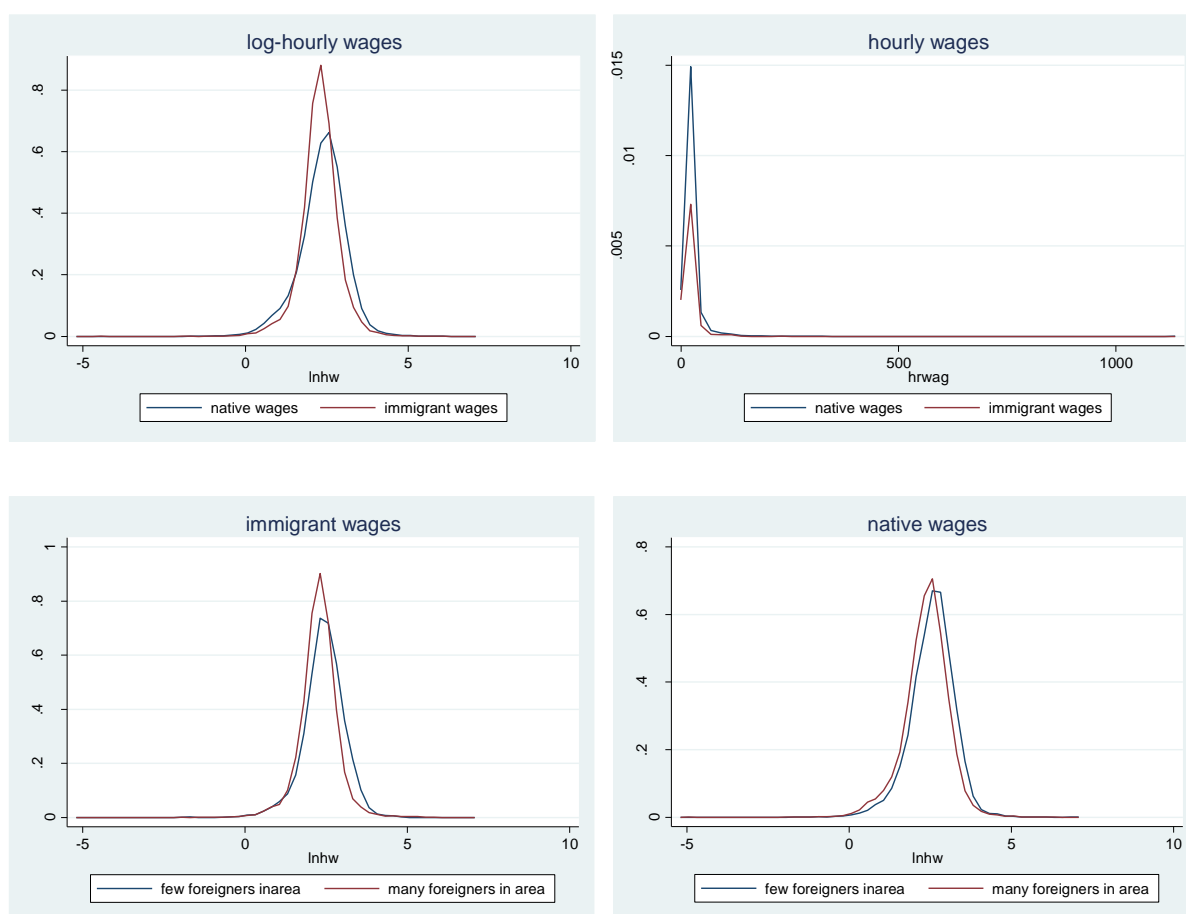 log-hourly wages
.8
.6
.4
.2
0
-5 0 5 10
lnhw
native wages immigrant wages
hourly wages
.015
.01
.005
0
0 500 1000
hrwag
native wages immigrant wages
immigrant wages
1
.8
.6
.4
.2
0
-5 0 5 10
lnhw
few foreigners inarea many foreigners in area
native wages
.8
.6
.4
.2
0
-5 0 5 10
lnhw
few foreigners inarea many foreigners in area